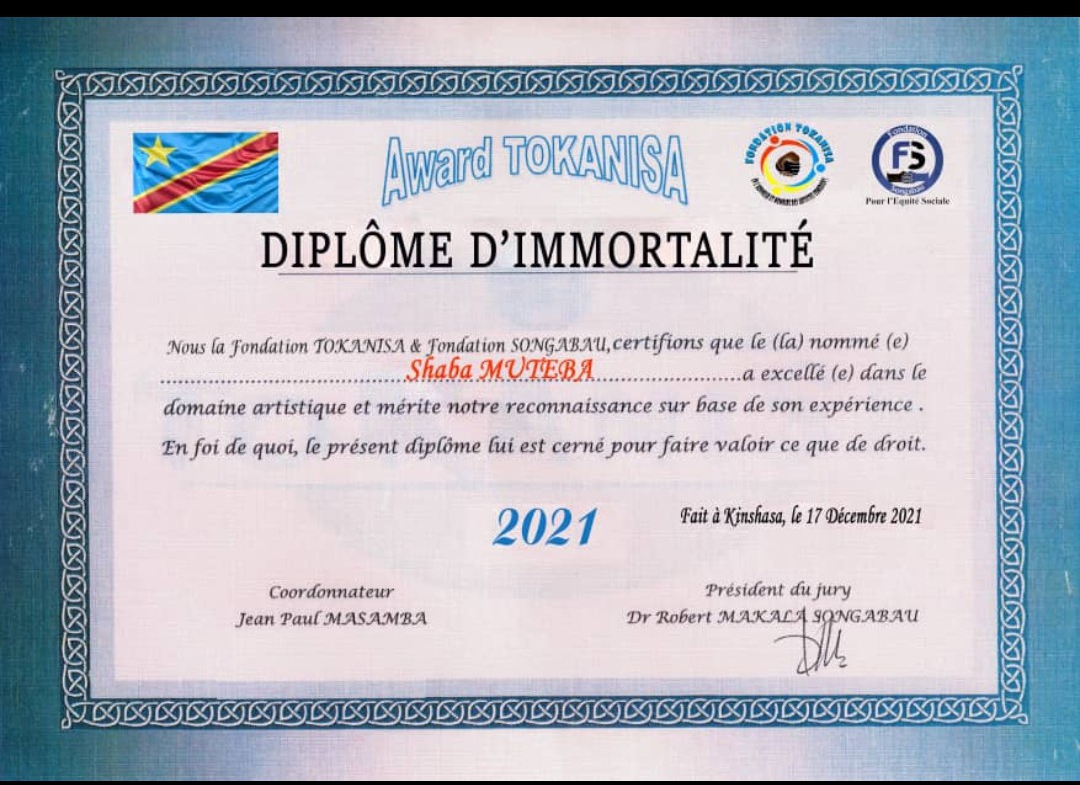 Award TOKANISA
FONDATION TOKANISA
Fondation
FS
Songabau
Pour l'Equité Sociale
DIPLÔME D'IMMORTALITÉ
Nous la Fondation TOKANISA & Fondation SONGABAU, certifions que le (la) nommé (e)
Shaba MUTEBA
a excellé (e) dans le
domaine artistique et mérite notre reconnaissance sur base de son expérience .
En foi de quoi, le présent diplôme lui est cerné pour faire valoir ce que de droit.
2021
Fait à Kinshasa, le 17 Décembre 2021
Coordonnateur
Jean Paul MASAMBA
Président du jury
Dr Robert MAKALA SONGABAU